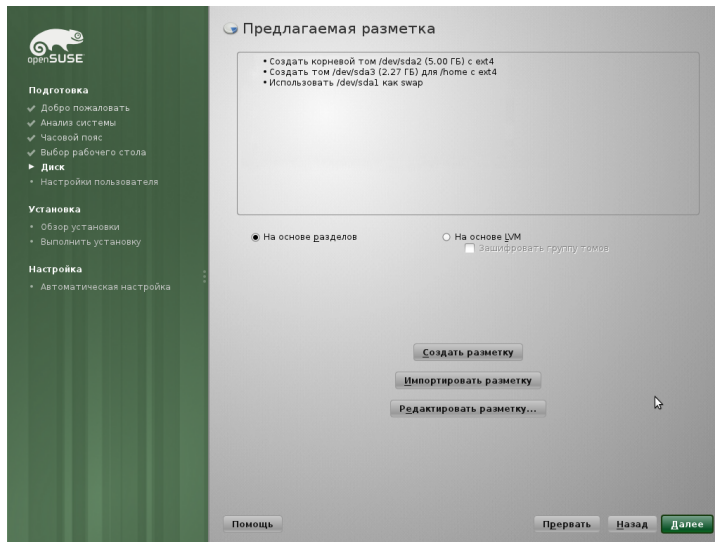 openSUSE
Подготовка
Добро пожаловать
Анализ системы
Часовой пояс
Выбор рабочего стола
Диск
Настройки пользователя
Установка
Обзор установки
Выполнить установку
Настройка
Автоматическая настройка
Предлагаемая разметка
• Создать корневой том /dev/sda2 (5.00 ГБ) с ext4
• Создать том /dev/sda3 (2.27 ГБ) для /home с ext4
• Использовать /dev/sda1 как swap
На основе разделов
На основе LVM
Зашифровать группу томов
Создать разметку
Импортировать разметку
Редактировать разметку...
Помощь
Прервать
Назад
Далее